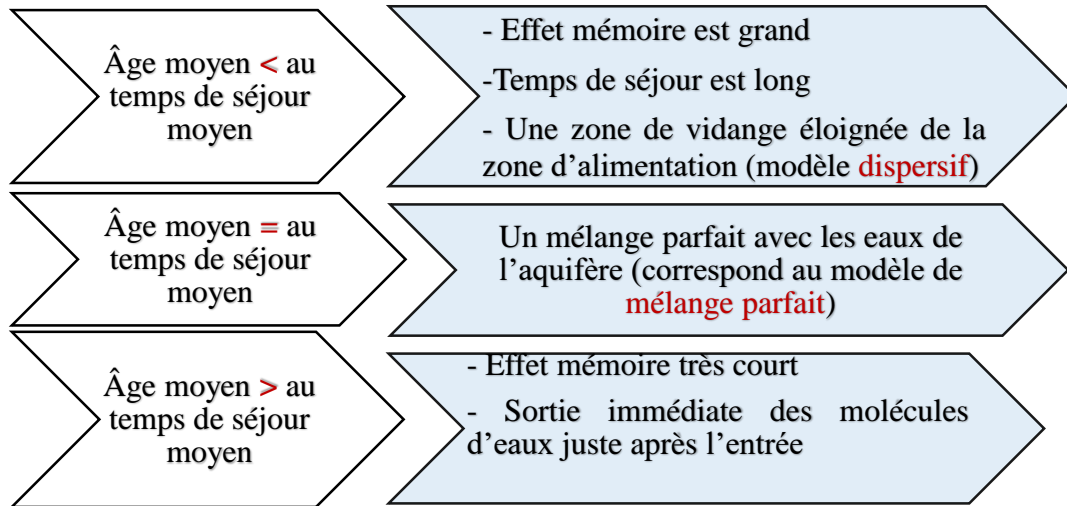 Âge moyen < au
temps de séjour
moyen
- Effet mémoire est grand
-Temps de séjour est long
- Une zone de vidange éloignée de la
zone d’alimentation (modèle dispersif)
Âge moyen = au
temps de séjour
moyen
Un mélange parfait avec les eaux de
l’aquifère (correspond au modèle de
mélange parfait)
Âge moyen > au
temps de séjour
moyen
- Effet mémoire très court
- Sortie immédiate des molécules
d’eaux juste après l’entrée